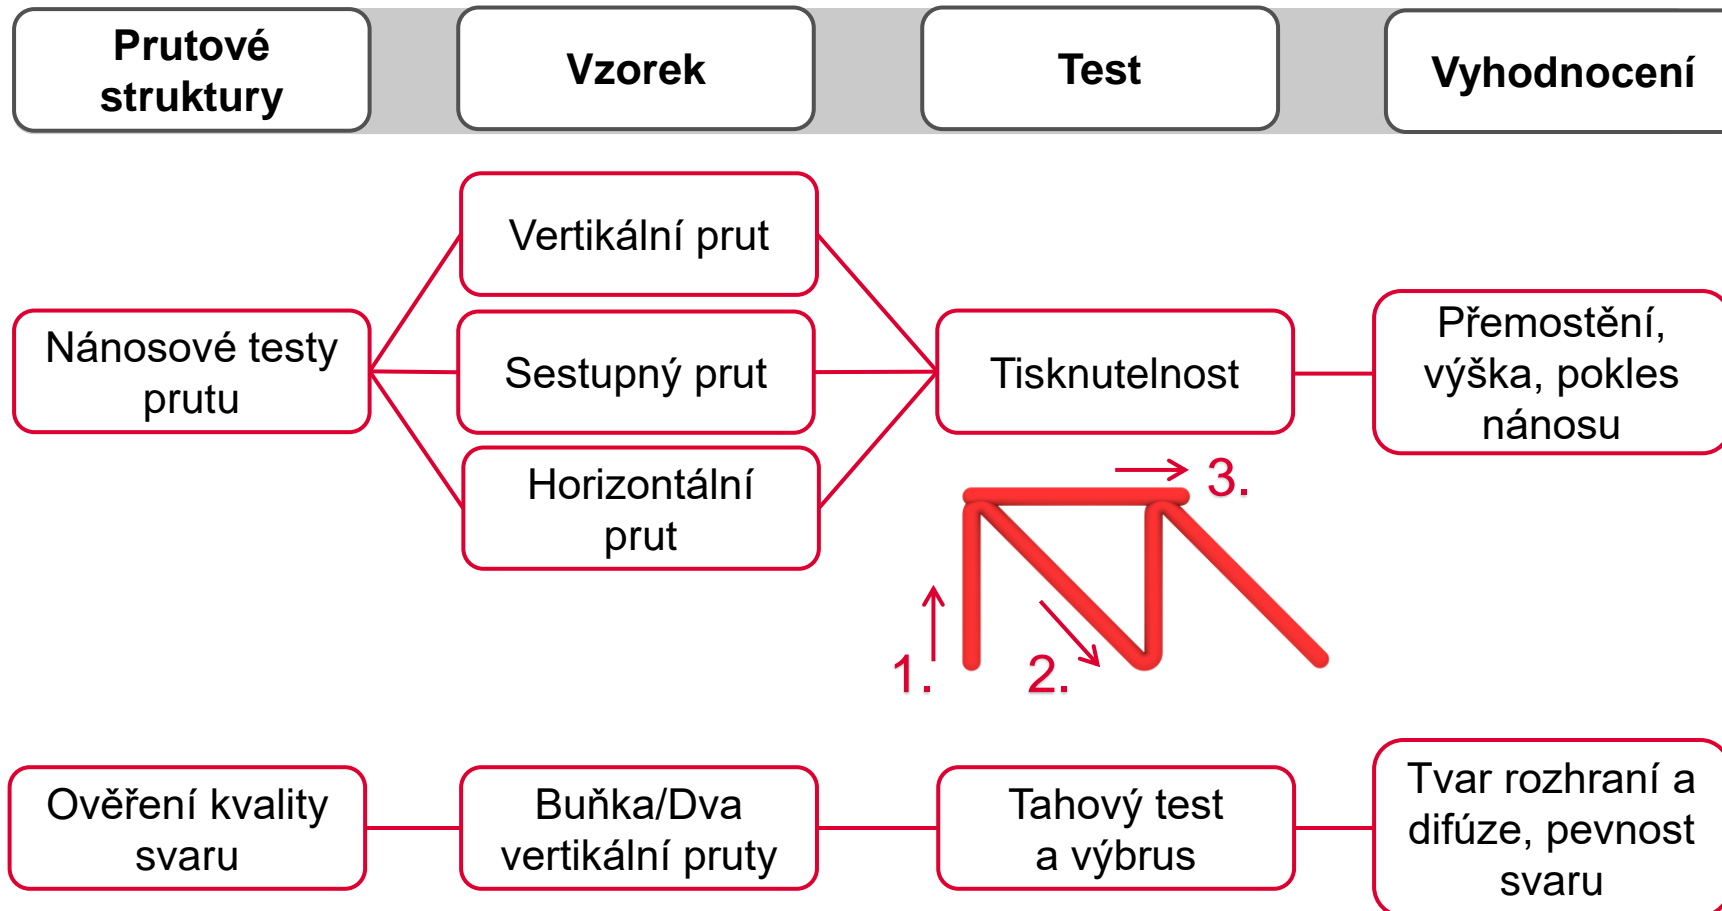 Prutové
struktury
Vzorek
Test
Vyhodnocení
Vertikální prut
Nánosové testy
prutu
Sestupný prut
Horizontální
prut
Tisknutelnost
Přemostění,
výška, pokles
nánosu
1.
2.
3.
Ověření kvality
svaru
Buňka/Dva
vertikální pruty
Tahový test
a výbrus
Tvar rozhraní a
difúze, pevnost
svaru